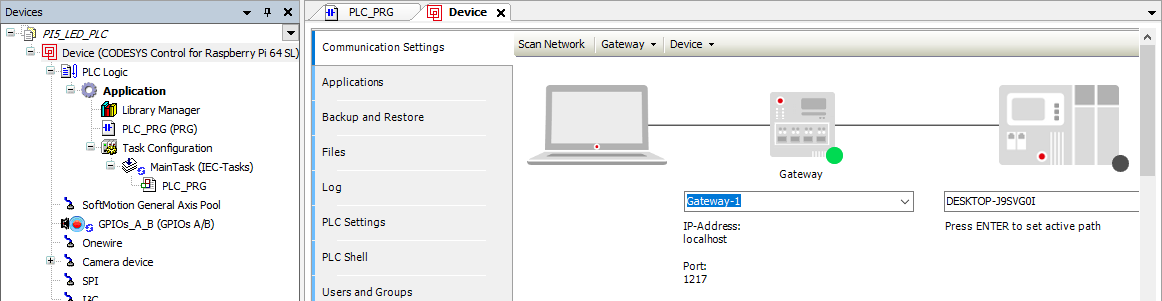 Devices
PI5_LED_PLC
Device (CODESYS Control for Raspberry Pi 64 SL)
PLC Logic
Application
Library Manager
PLC_PRG (PRG)
Task Configuration
MainTask (IEC-Tasks)
PLC_PRG
SoftMotion General Axis Pool
GPIOs_A_B (GPIOs A/B)
Onewire
Camera device
SPI
I²C
PLC_PRG
Device
Communication Settings
Applications
Backup and Restore
Files
Log
PLC Settings
PLC Shell
Users and Groups
Scan Network
Gateway
Device
Gateway
Gateway-1
IP-Address:
localhost
Port:
1217
DESKTOP-J9SVG0I
Press ENTER to set active path